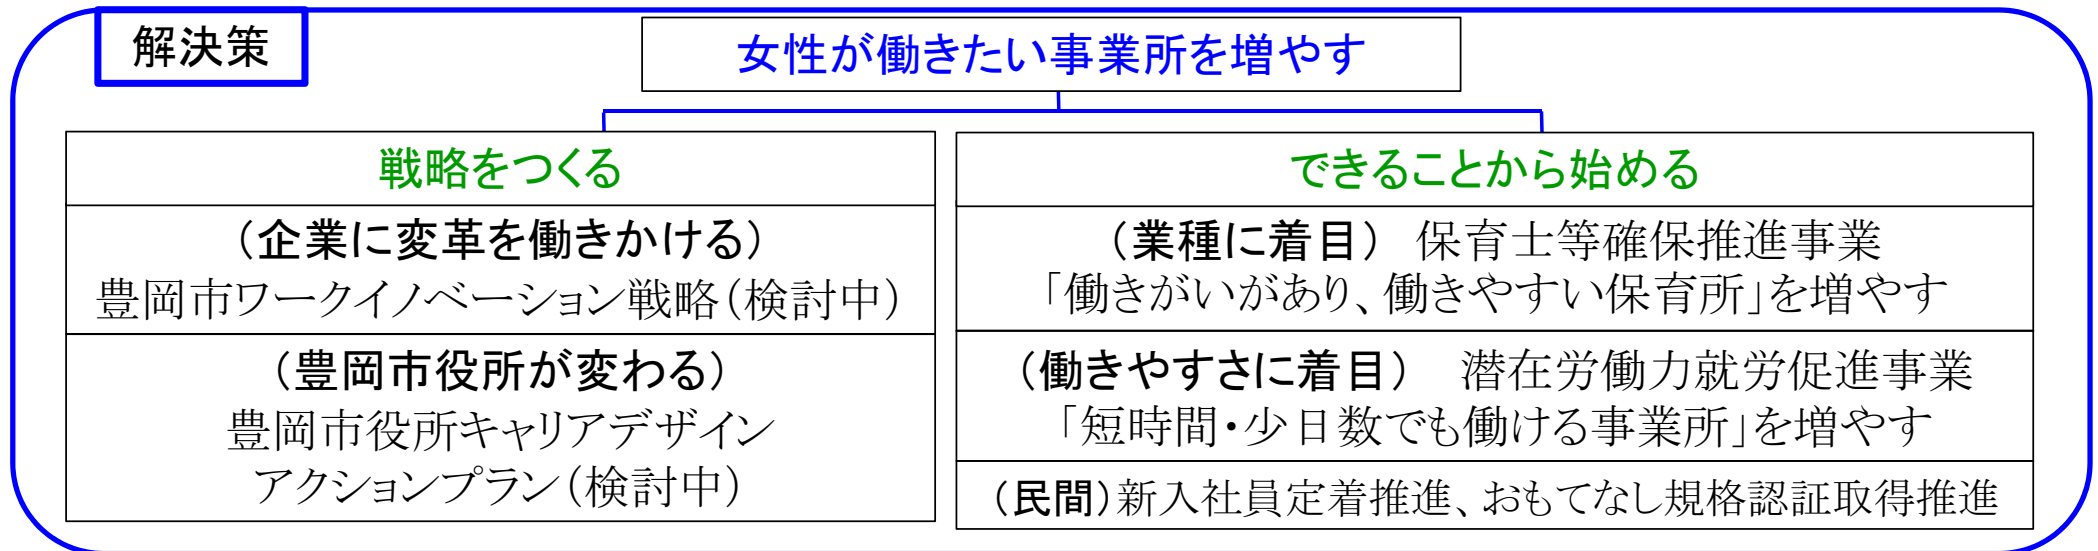 解決策
女性が働きたい事業所を増やす
戦略をつくる
（企業に変革を働きかける）
豊岡市ワークイノベーション戦略（検討中）
（豊岡市役所が変わる）
豊岡市役所キャリアデザイン
アクションプラン（検討中）
できることから始める
（業種に着目）　保育士等確保推進事業
「働きがいがあり、働きやすい保育所」を増やす
（働きやすさに着目）　潜在労働力就労促進事業
「短時間・少日数でも働ける事業所」を増やす
（民間）新入社員定着推進、おもてなし規格認証取得推進